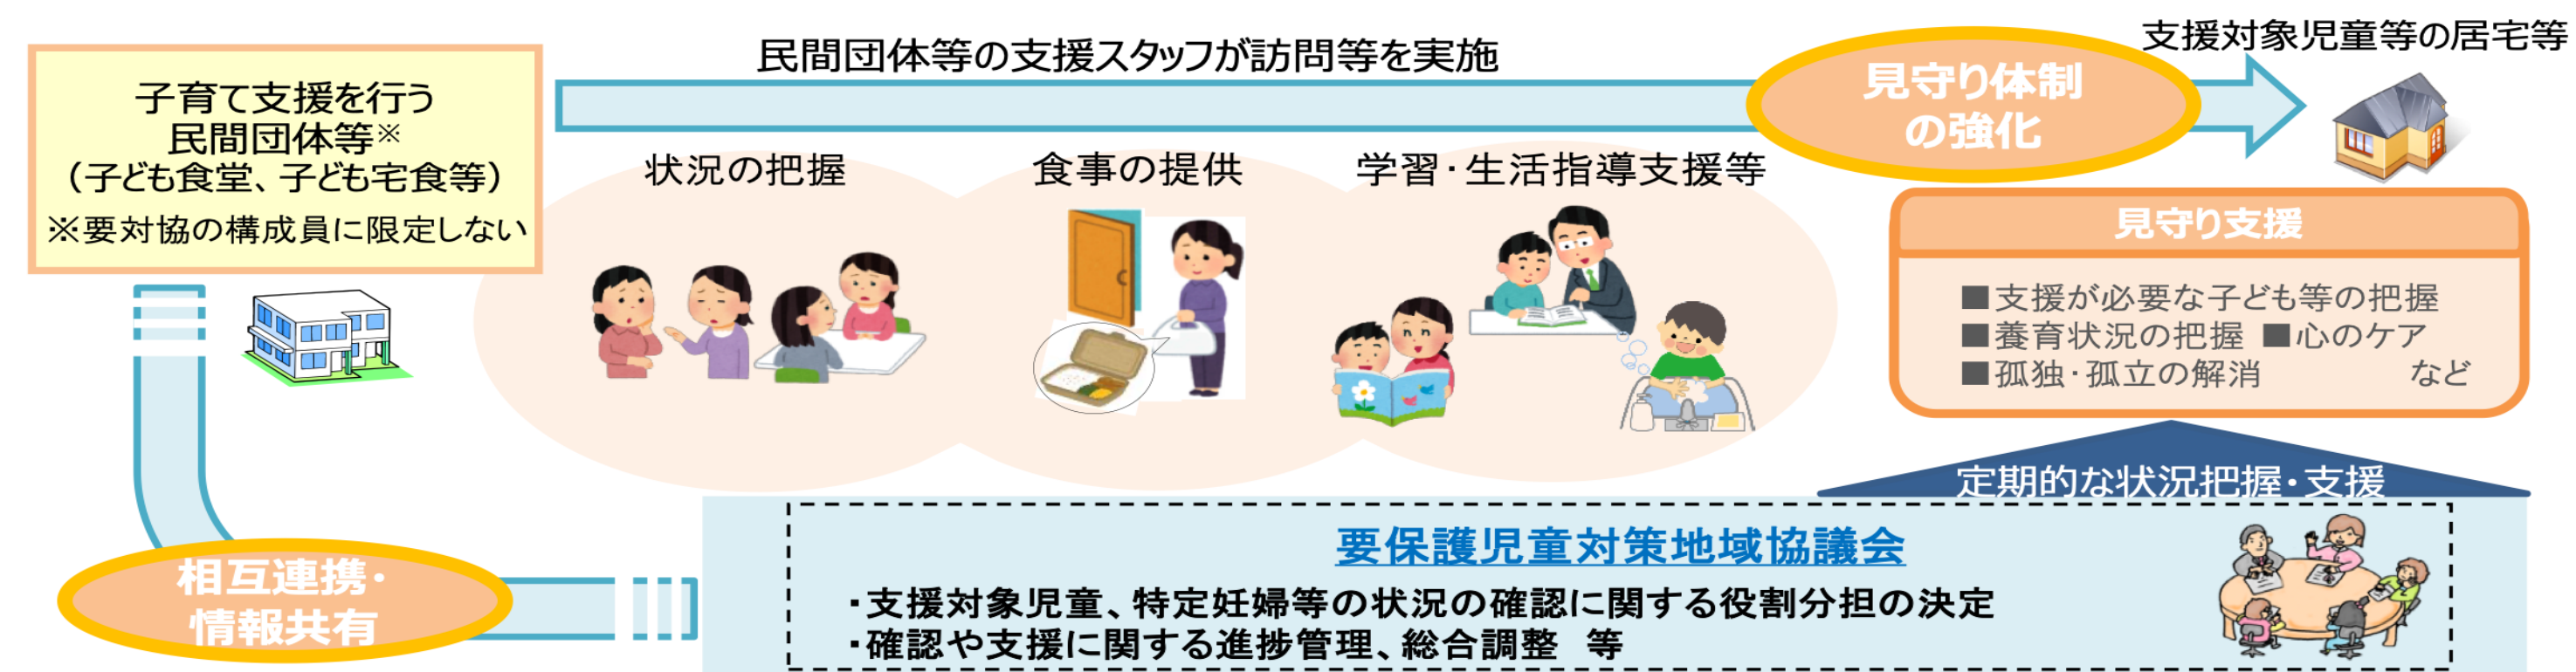 子育て支援を行う
民間団体等※
（子ども食堂、子ども宅食等）
※要対協の構成員に限定しない
民間団体等の支援スタッフが訪問等を実施
見守り体制
の強化
支援対象児童等の居宅等
状況の把握
食事の提供
学習・生活指導支援等
見守り支援
■支援が必要な子ども等の把握
■養育状況の把握 ■心のケア
■孤独・孤立の解消 など
定期的な状況把握・支援
相互連携・
情報共有
要保護児童対策地域協議会
・支援対象児童、特定妊婦等の状況の確認に関する役割分担の決定
・確認や支援に関する進捗管理、総合調整 等